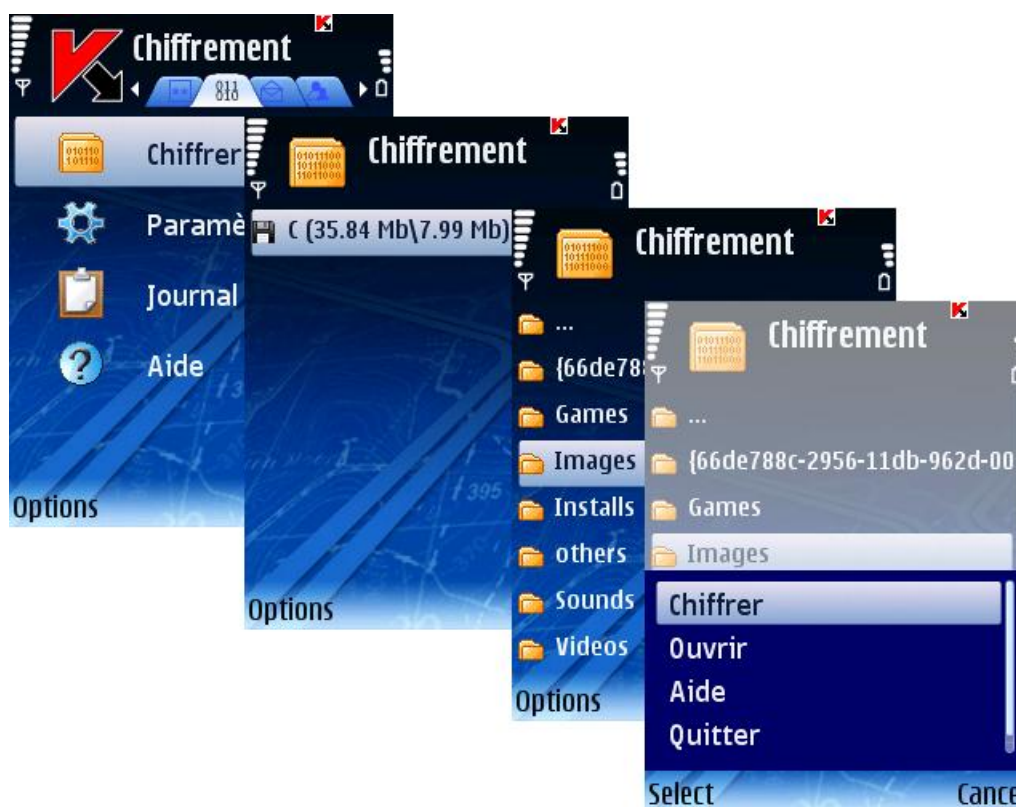 Chiffrement
Chiffrer
Paramè
Journal
Aide
Options
Chiffrement
C (35.84 Mb\7.99 Mb)
Options
Chiffrement
...
{66de78
Games
Images
Installs
others
Sounds
Videos
Options
Chiffrement
...
{66de788c-2956-11db-962d-00
Games
Images
Chiffrer
Ouvrir
Aide
Quitter
Select Cance